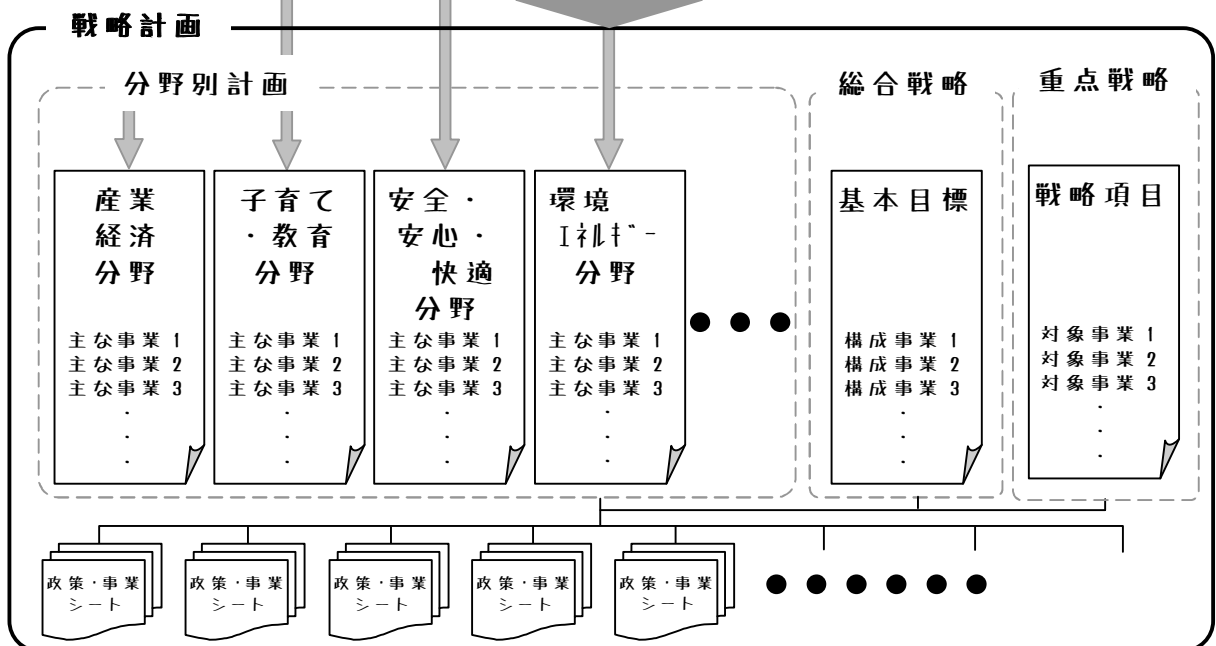 戦略計画
分野別計画
総合戦略
重点戦略
産業
経済
分野
主な事業1
主な事業2
主な事業3
・
・
・
子育て
・教育
分野
主な事業1
主な事業2
主な事業3
・
・
・
安全・
安心・
快適
分野
主な事業1
主な事業2
主な事業3
・
・
・
環境
エネルギー
分野
主な事業1
主な事業2
主な事業3
・
・
・
●●●
基本目標
構成事業1
構成事業2
構成事業3
・
・
・
戦略項目
対象事業1
対象事業2
対象事業3
・
・
・
政策・事業
シート
政策・事業
シート
政策・事業
シート
政策・事業
シート
政策・事業
シート
●●●●●●